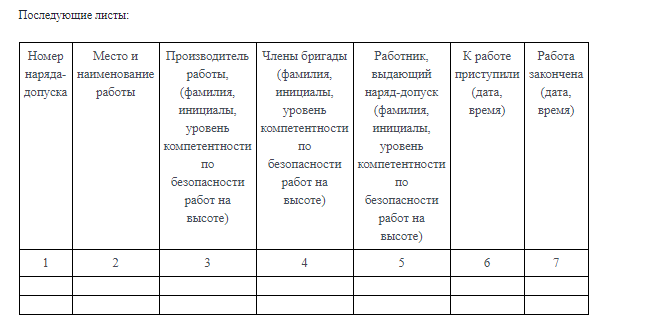 Последующие листы:
Номер
наряда-
допуска
Место и
наименование
работы
Производитель
работы,
(фамилия,
инициалы,
уровень
компетентности
по
безопасности
работ на
высоте)
Члены бригады
(фамилия,
инициалы,
уровень
компетентности
по
безопасности
работ на
высоте)
Работник,
выдающий
наряд-допуск
(фамилия,
инициалы,
уровень
компетентности
по
безопасности
работ на
высоте)
К работе
приступили
(дата,
время)
Работа
закончена
(дата,
время)
1 2 3 4 5 6 7